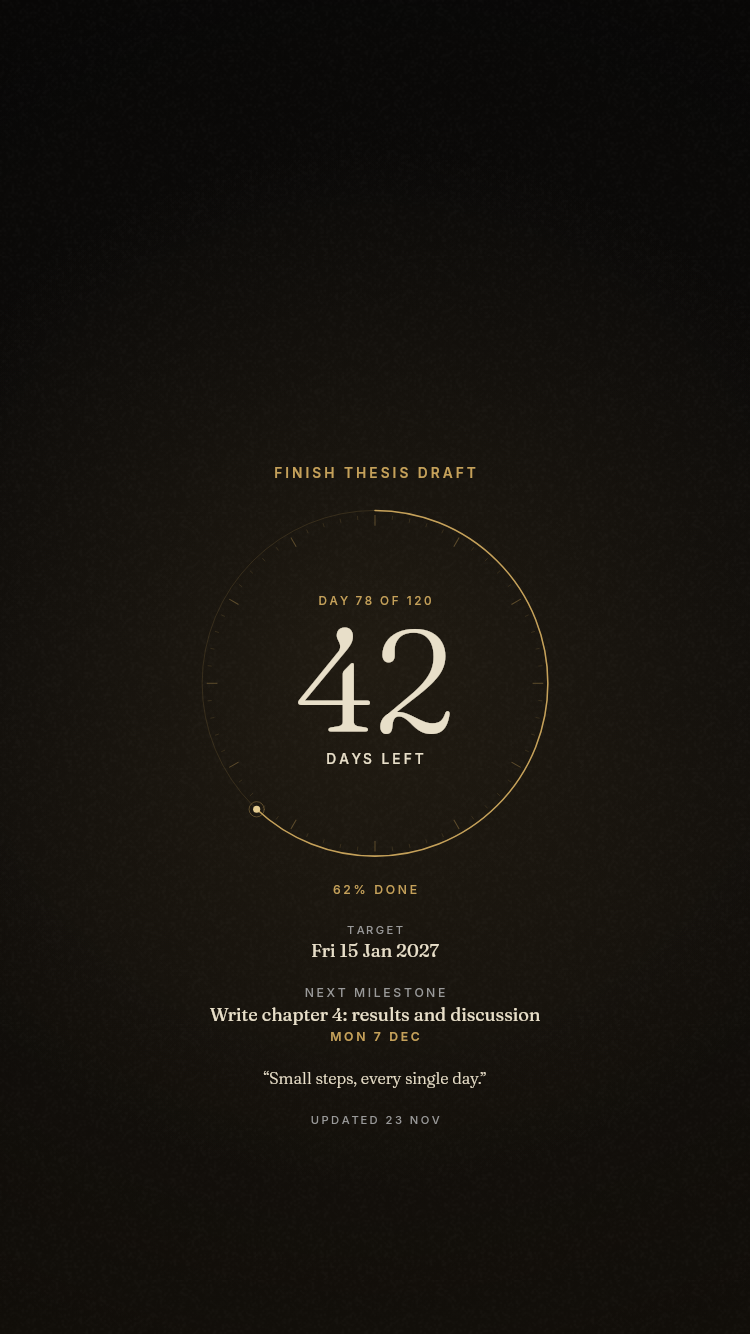 FINISH THESIS DRAFT
DAY 78 OF 120
42
DAYS LEFT
62% DONE
TARGET
Fri 15 Jan 2027
NEXT MILESTONE
Write chapter 4: results and discussion
MON 7 DEC
“Small steps, every single day.”
UPDATED 23 NOV